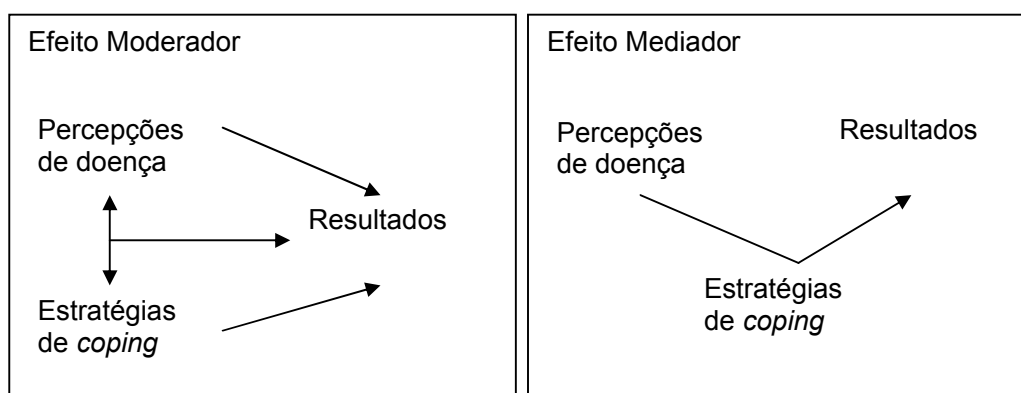 Efeito Moderador
Percepções
de doença
Resultados
Estratégias
de coping
Efeito Mediador
Percepções
de doença
Resultados
Estratégias
de coping